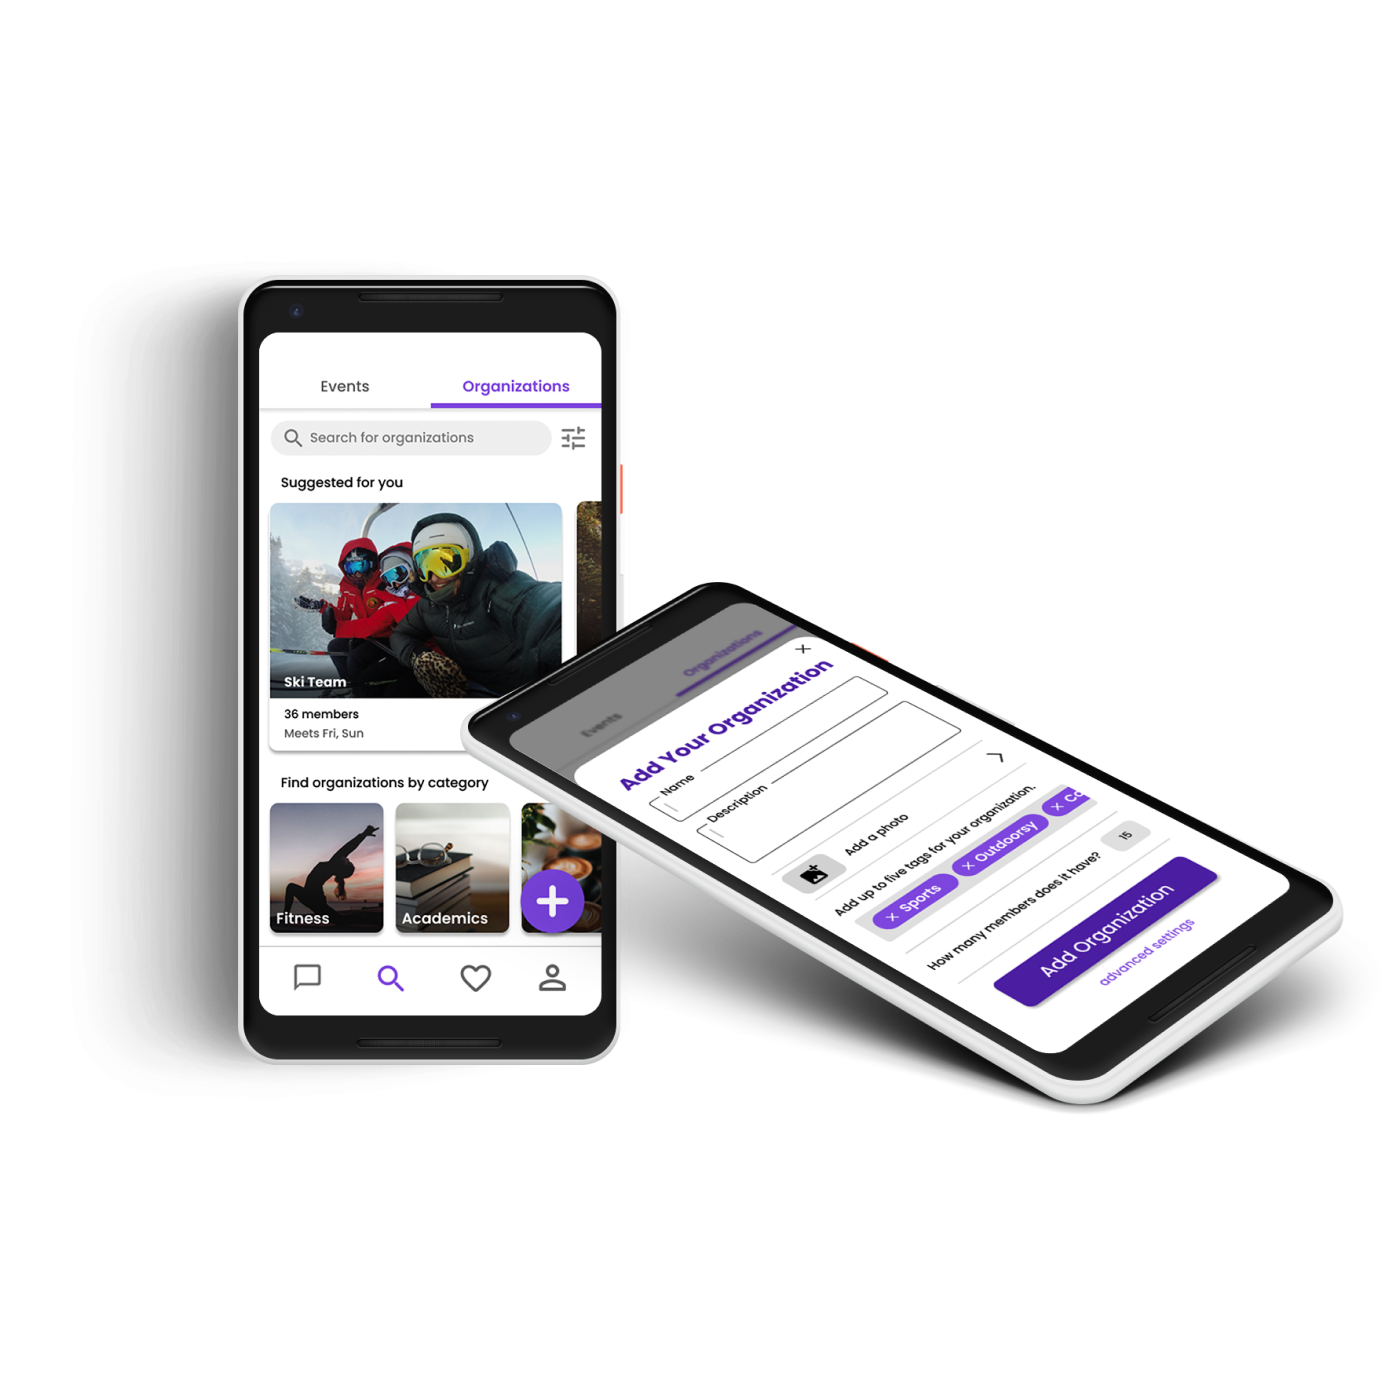 Events
Organizations
Search for organizations
Suggested for you
Ski Team
36 members
Meets Fri, Sun
Find organizations by category
Fitness
Academics
Events
Organizations
Add Your Organization
Name
Description
Add a photo
Add up to five tags for your organization.
Sports
Outdoorsy
Co
How many members does it have?
15
Add Organization
advanced settings